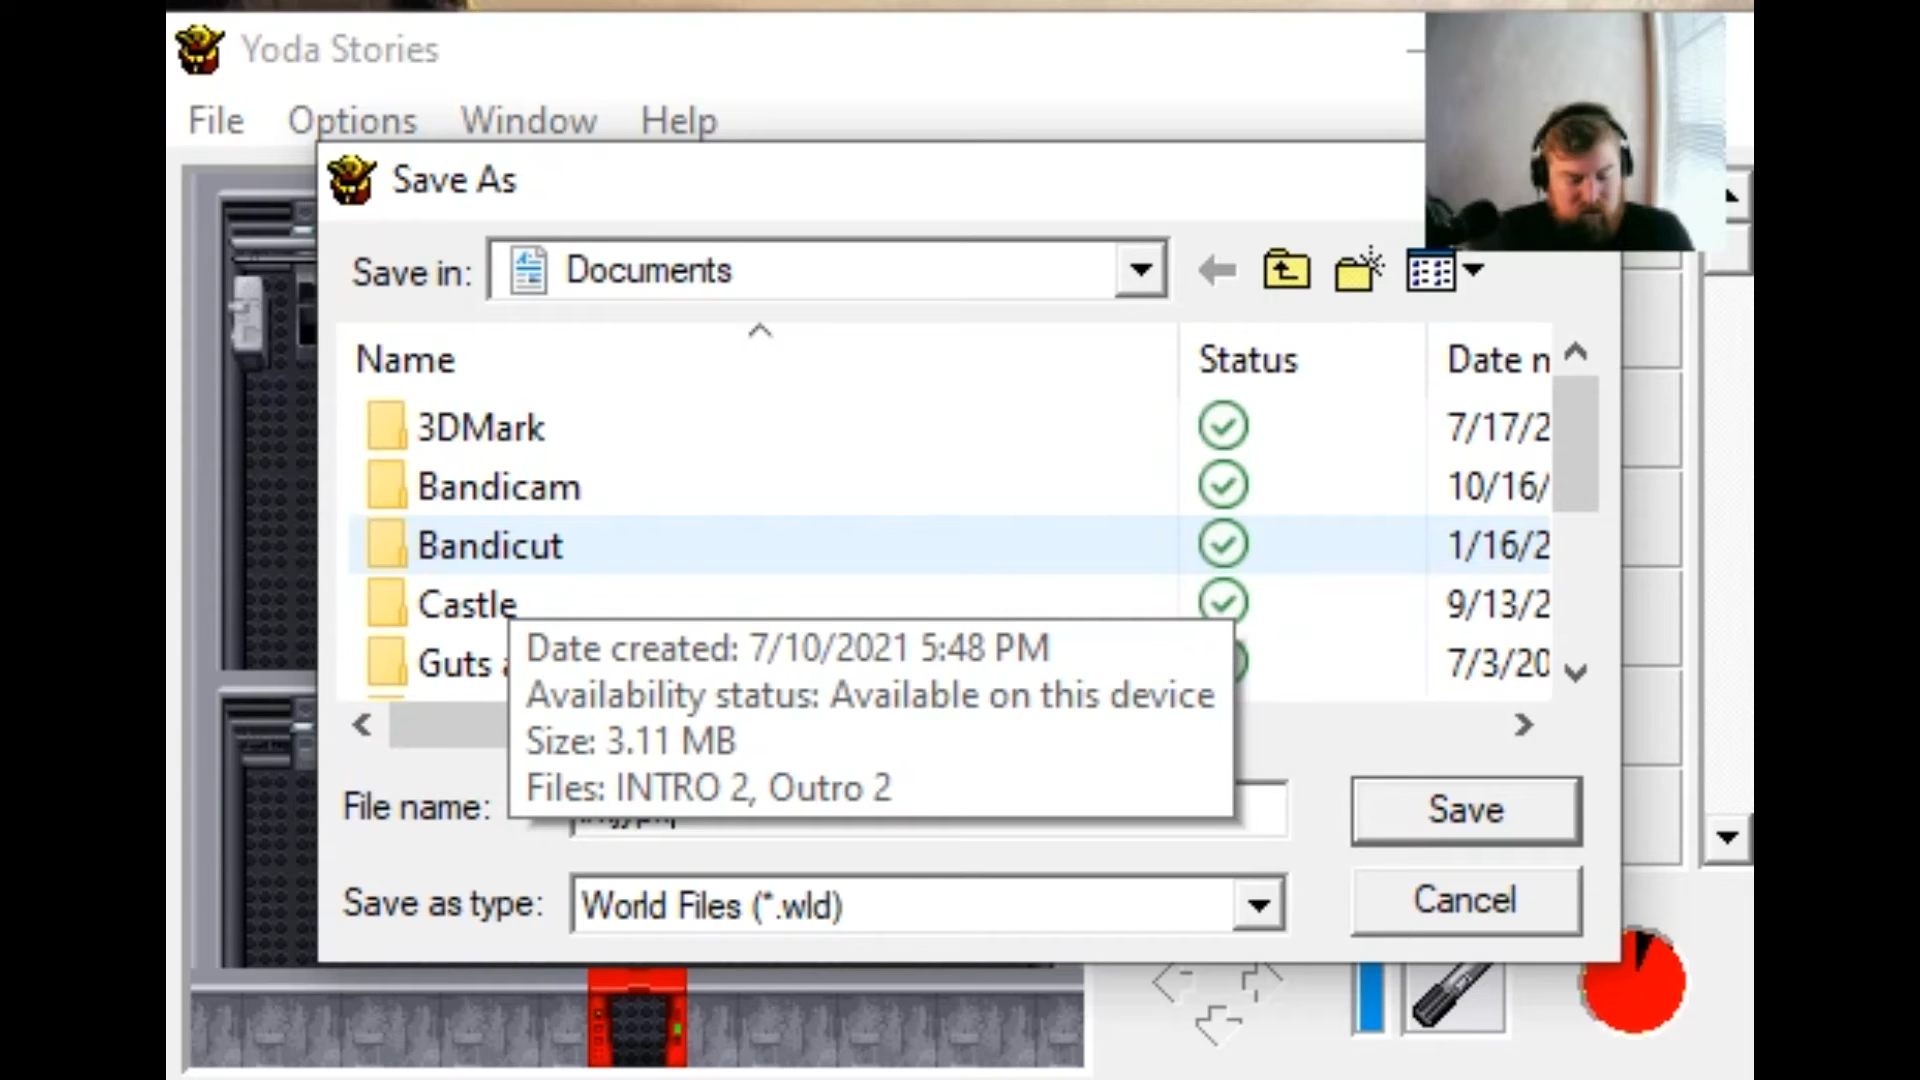 Yoda Stories
File Options Window Help
Save As
Save in: Documents
Name Status Date n
3DMark 7/17/2
Bandicam 10/16/
Bandicut 1/16/2
Castle 9/13/2
Guts 7/3/20
Date created: 7/10/2021 5:48 PM
Availability status: Available on this device
Size: 3.11 MB
Files: INTRO 2, Outro 2
File name: Save
Save as type: World Files (*.wld) Cancel